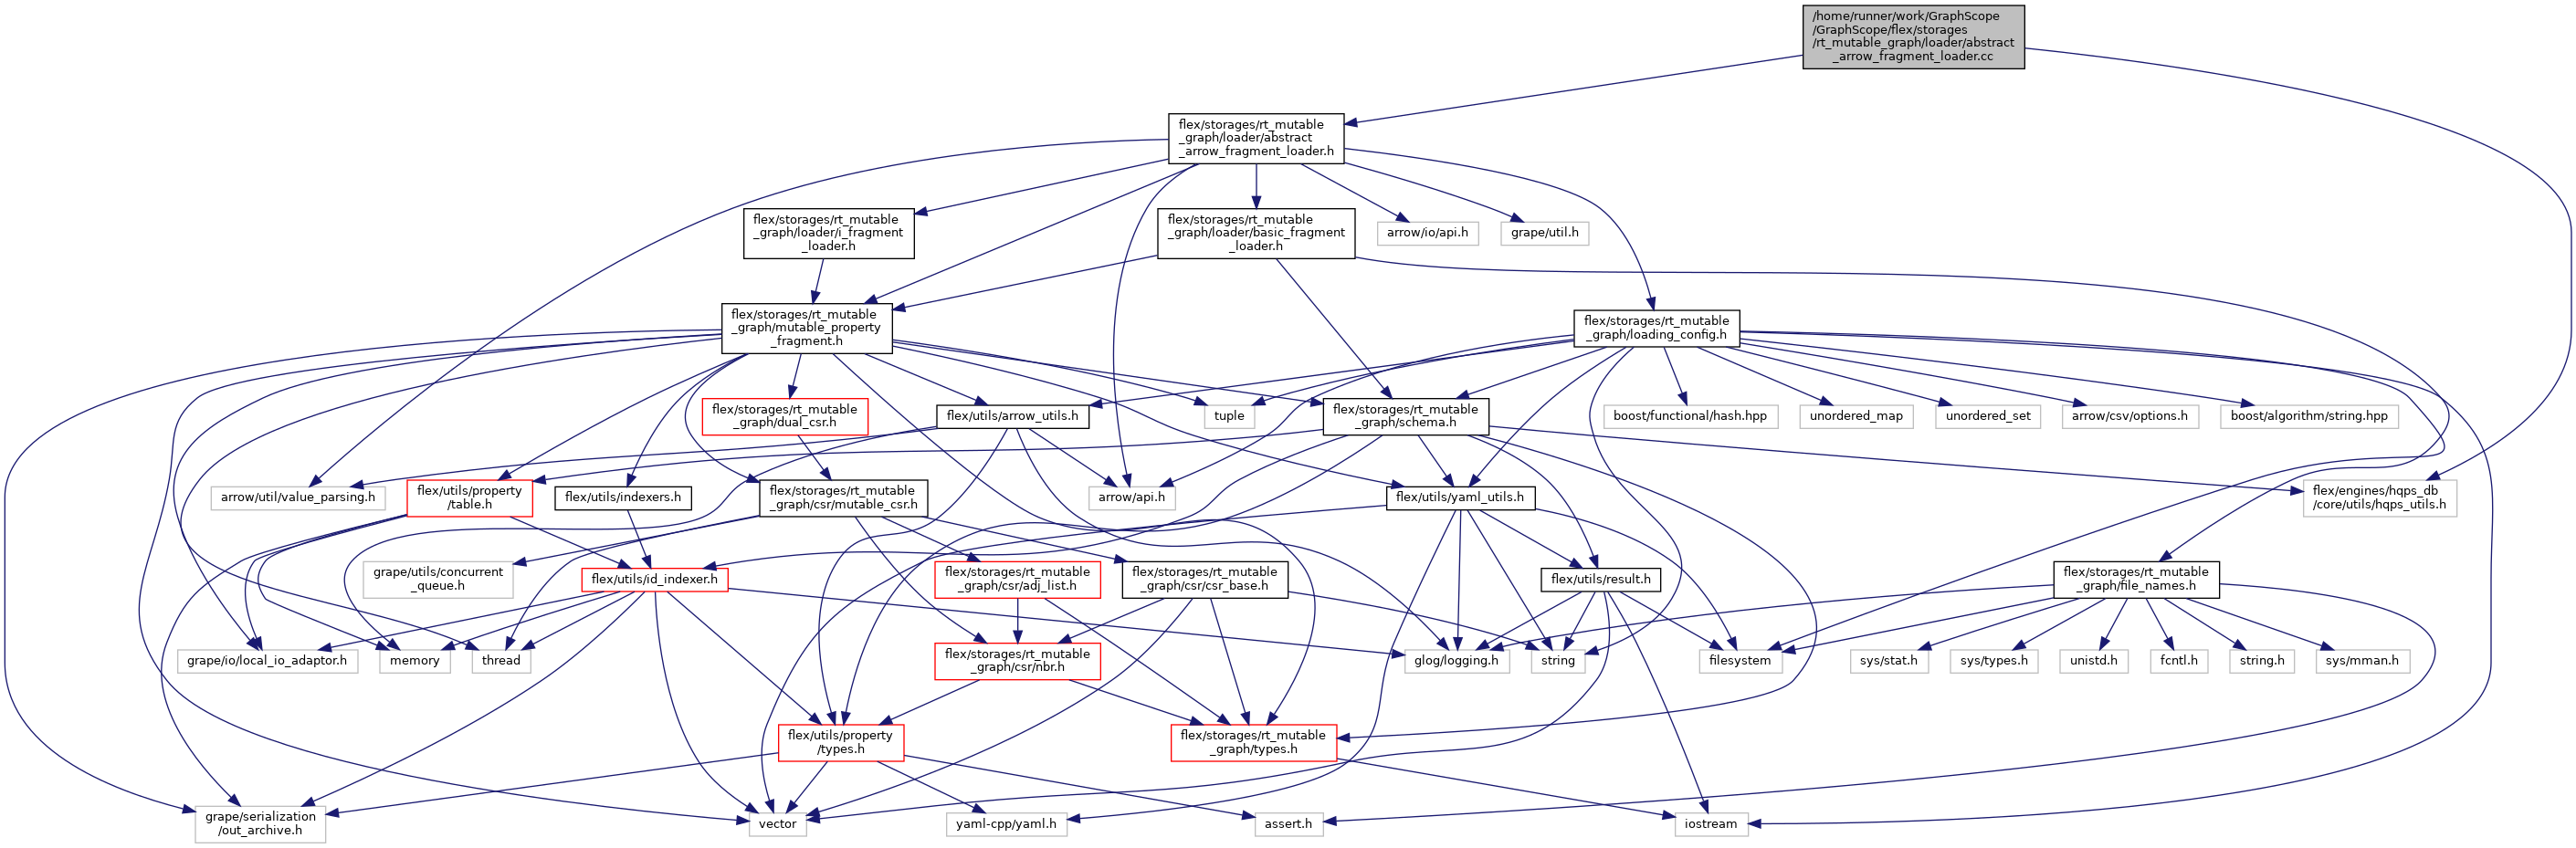 /home/runner/work/GraphScope
/GraphScope/flex/storages
/rt_mutable_graph/loader/abstract
_arrow_fragment_loader.cc
flex/storages/rt_mutable
_graph/loader/abstract
_arrow_fragment_loader.h
flex/storages/rt_mutable
_graph/loader/i_fragment
_loader.h
flex/storages/rt_mutable
_graph/loader/basic_fragment
_loader.h
arrow/io/api.h
grape/util.h
flex/storages/rt_mutable
_graph/mutable_property
_fragment.h
flex/storages/rt_mutable
_graph/loading_config.h
flex/storages/rt_mutable
_graph/dual_csr.h
flex/utils/arrow_utils.h
tuple
flex/storages/rt_mutable
_graph/schema.h
boost/functional/hash.hpp
unordered_map
unordered_set
arrow/csv/options.h
boost/algorithm/string.hpp
arrow/util/value_parsing.h
flex/utils/property
/table.h
flex/utils/indexers.h
flex/storages/rt_mutable
_graph/csr/mutable_csr.h
arrow/api.h
flex/utils/yaml_utils.h
flex/engines/hqps_db
/core/utils/hqps_utils.h
grape/utils/concurrent
_queue.h
flex/utils/id_indexer.h
flex/storages/rt_mutable
_graph/csr/adj_list.h
flex/storages/rt_mutable
_graph/csr/csr_base.h
flex/utils/result.h
flex/storages/rt_mutable
_graph/file_names.h
grape/io/local_io_adaptor.h
memory
thread
flex/storages/rt_mutable
_graph/csr/nbr.h
glog/logging.h
string
filesystem
sys/stat.h
sys/types.h
unistd.h
fcntl.h
string.h
sys/mman.h
flex/utils/property
/types.h
flex/storages/rt_mutable
_graph/types.h
grape/serialization
/out_archive.h
vector
yaml-cpp/yaml.h
assert.h
iostream